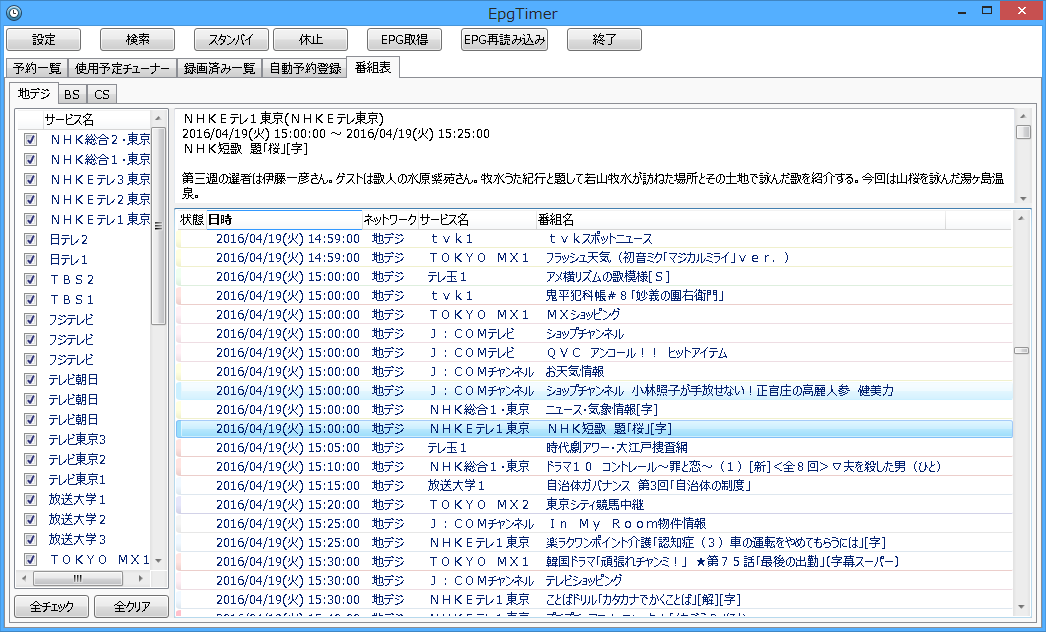 EpgTimer
設定 検索 スタンバイ 休止 EPG取得 EPG再読み込み 終了
予約一覧 使用予定チューナー 録画済み一覧 自動予約登録 番組表
地デジ BS CS
サービス名
ＮＨＫ総合２・東京
ＮＨＫ総合１・東京
ＮＨＫＥテレ３東京
ＮＨＫＥテレ２東京
ＮＨＫＥテレ１東京
日テレ２
日テレ１
ＴＢＳ２
ＴＢＳ１
フジテレビ
フジテレビ
フジテレビ
テレビ朝日
テレビ朝日
テレビ朝日
テレビ東京３
テレビ東京２
テレビ東京１
放送大学１
放送大学２
放送大学３
ＴＯＫＹＯ　ＭＸ１
全チェック 全クリア
ＮＨＫＥテレ１東京(ＮＨＫＥテレ東京)
2016/04/19(火) 15:00:00 ～ 2016/04/19(火) 15:25:00
ＮＨＫ短歌　題「桜」[字]
第三週の選者は伊藤一彦さん。ゲストは歌人の水原紫苑さん。牧水うた紀行と題して若山牧水が訪ねた場所とその土地で詠んだ歌を紹介する。今回は山桜を詠んだ湯ヶ島温
泉。
状態 日時 ネットワーク サービス名 番組名
2016/04/19(火) 14:59:00 地デジ ｔｖｋ１ ｔｖｋスポットニュース
2016/04/19(火) 14:59:00 地デジ ＴＯＫＹＯ　ＭＸ１ フラッシュ天気（初音ミク「マジカルミライ」ｖｅｒ．）
2016/04/19(火) 15:00:00 地デジ テレ玉１ アメ横リズムの歌模様[Ｓ]
2016/04/19(火) 15:00:00 地デジ ｔｖｋ１ 鬼平犯科帳＃８「妙義の團右衛門」
2016/04/19(火) 15:00:00 地デジ ＴＯＫＹＯ　ＭＸ１ ＭＸショッピング
2016/04/19(火) 15:00:00 地デジ Ｊ：ＣＯＭテレビ ショップチャンネル
2016/04/19(火) 15:00:00 地デジ Ｊ：ＣＯＭテレビ ＱＶＣ　アンコール！！　ヒットアイテム
2016/04/19(火) 15:00:00 地デジ Ｊ：ＣＯＭチャンネル お天気情報
2016/04/19(火) 15:00:00 地デジ Ｊ：ＣＯＭチャンネル ショップチャンネル　小林照子が手放せない！正官庄の高麗人参　健美力
2016/04/19(火) 15:00:00 地デジ ＮＨＫ総合１・東京 ニュース・気象情報[字]
2016/04/19(火) 15:00:00 地デジ ＮＨＫＥテレ１東京 ＮＨＫ短歌　題「桜」[字]
2016/04/19(火) 15:05:00 地デジ テレ玉１ 時代劇アワー・大江戸捜査網
2016/04/19(火) 15:10:00 地デジ ＮＨＫ総合１・東京 ドラマ１０　コントレール～罪と恋～（１）[新]＜全８回＞▽夫を殺した男（ひと）
2016/04/19(火) 15:15:00 地デジ 放送大学１ 自治体ガバナンス　第3回「自治体の制度」
2016/04/19(火) 15:20:00 地デジ ＴＯＫＹＯ　ＭＸ２ 東京シティ競馬中継
2016/04/19(火) 15:25:00 地デジ Ｊ：ＣＯＭチャンネル Ｉｎ　Ｍｙ　Ｒｏｏｍ物件情報
2016/04/19(火) 15:25:00 地デジ ＮＨＫＥテレ１東京 楽ラクワンポイント介護「認知症（３）車の運転をやめてもらうには」[字]
2016/04/19(火) 15:30:00 地デジ ＴＯＫＹＯ　ＭＸ１ 韓国ドラマ「頑張れチャンミ！」　★第７５話「最後の出勤」〔字幕スーパー〕
2016/04/19(火) 15:30:00 地デジ Ｊ：ＣＯＭチャンネル テレビショッピング
2016/04/19(火) 15:30:00 地デジ ＮＨＫＥテレ１東京 ことばドリル「カタカナでかくことば」[解][字]